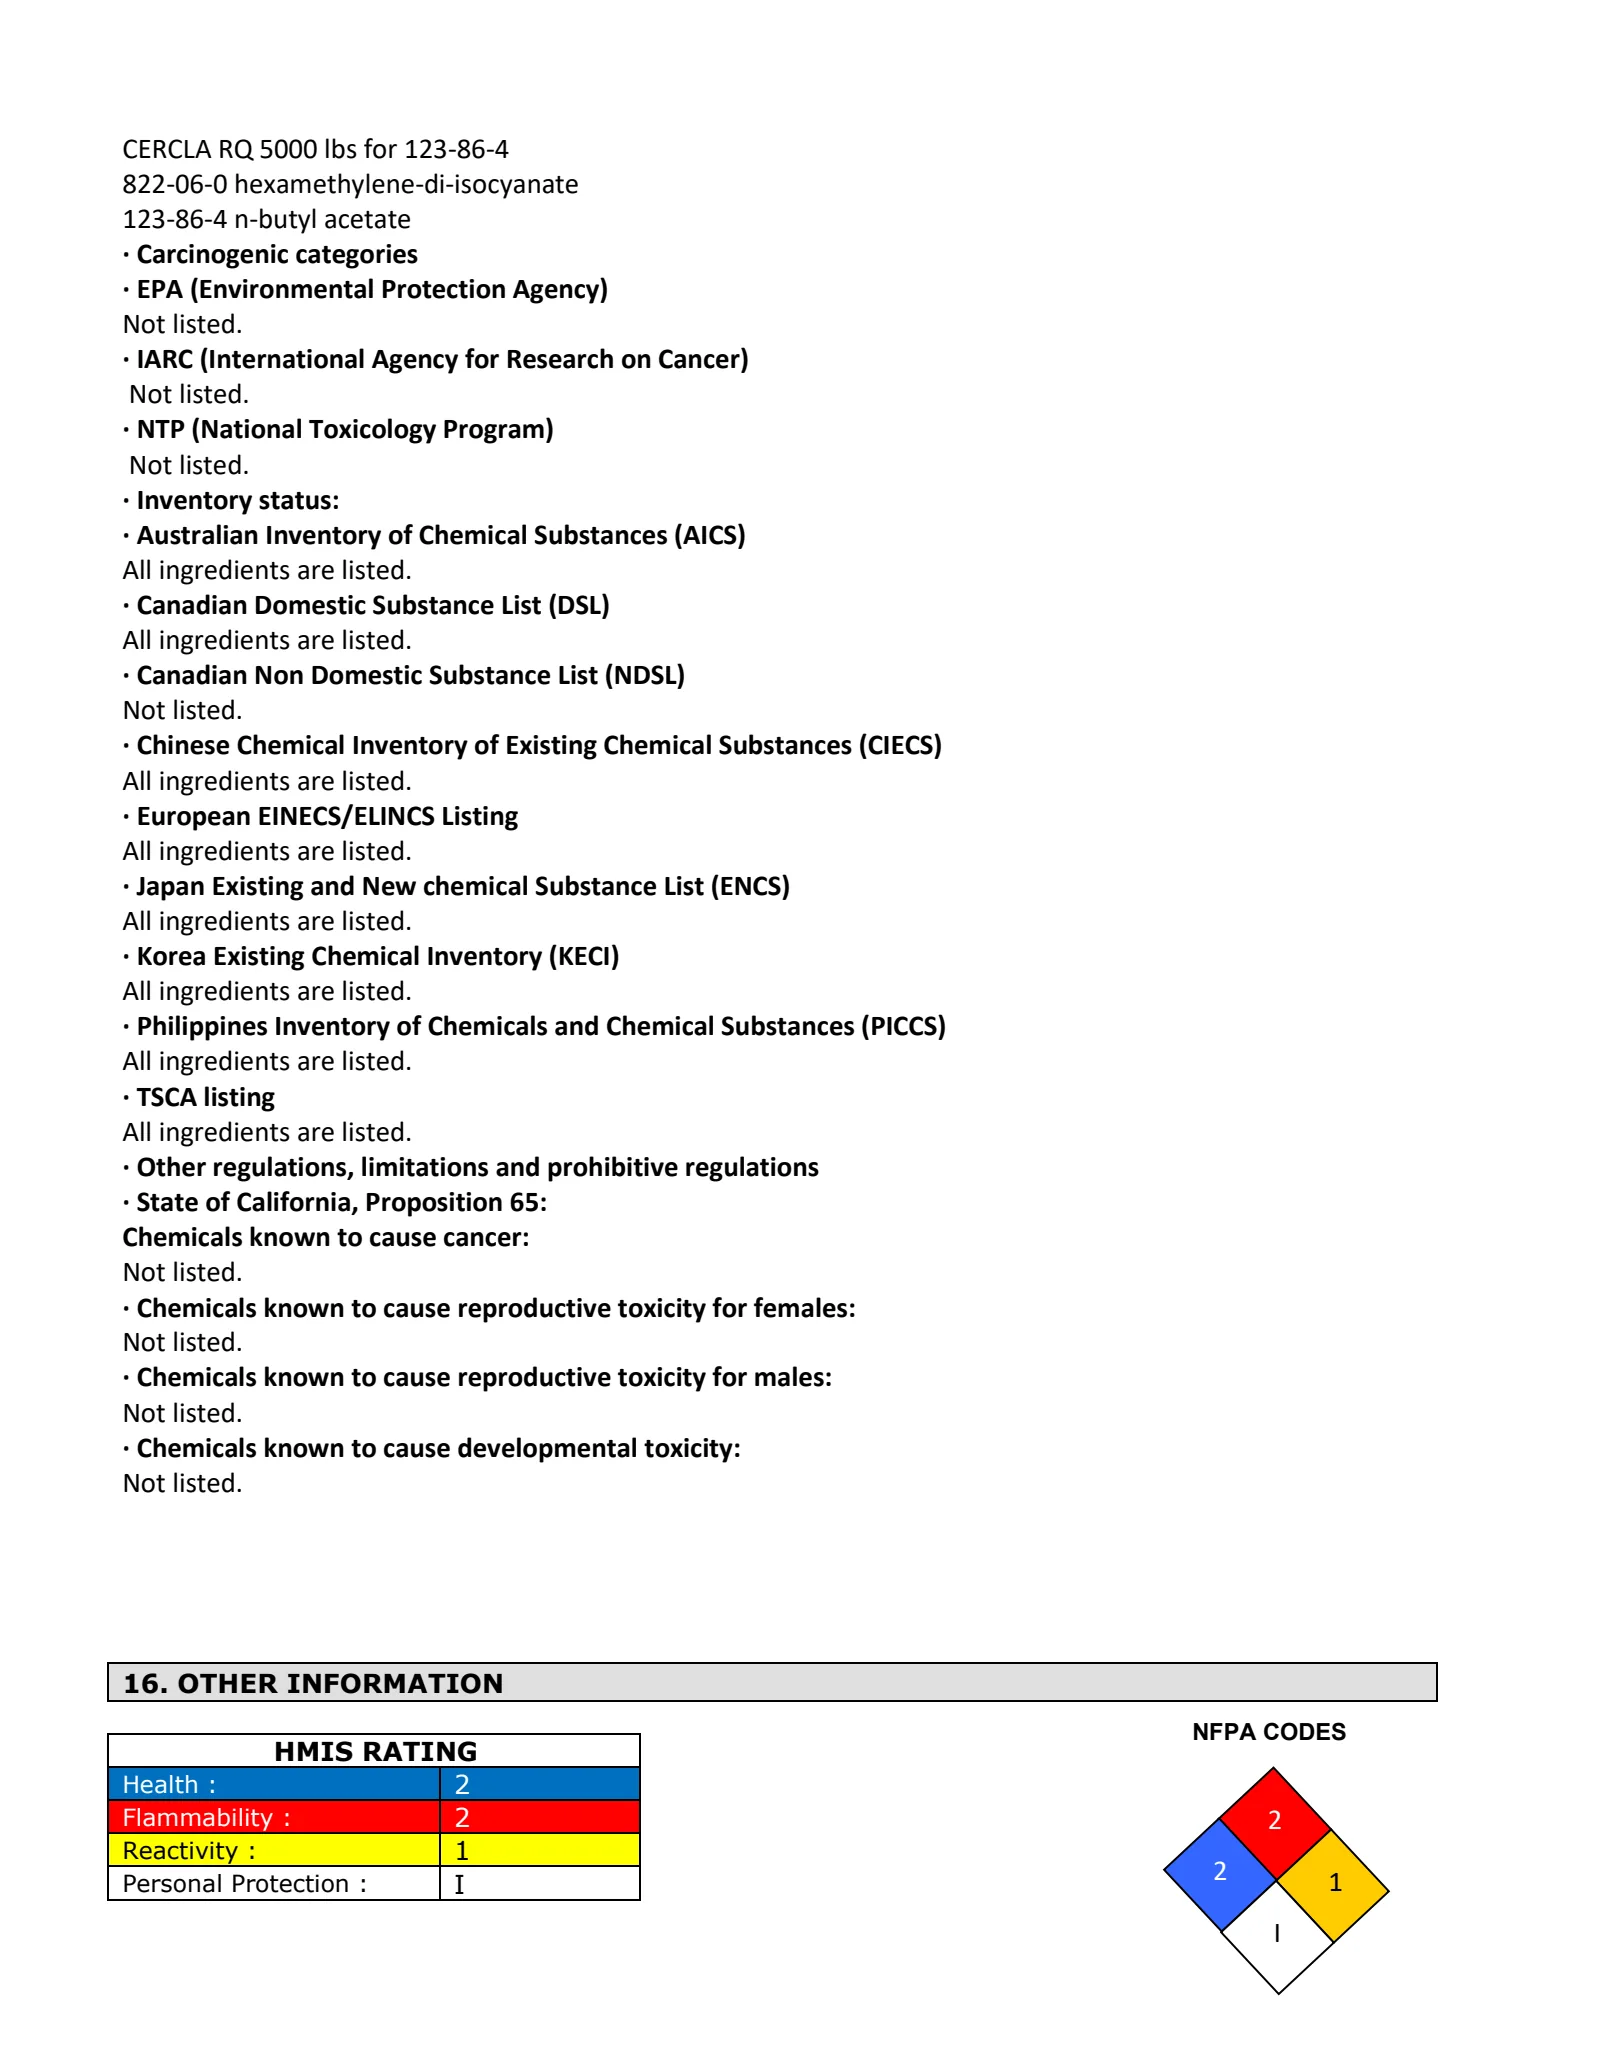 CERCLA RQ 5000 lbs for 123-86-4
822-06-0 hexamethylene-di-isocyanate
123-86-4 n-butyl acetate
· Carcinogenic categories
· EPA (Environmental Protection Agency)
Not listed.
· IARC (International Agency for Research on Cancer)
Not listed.
· NTP (National Toxicology Program)
Not listed.
· Inventory status:
· Australian Inventory of Chemical Substances (AICS)
All ingredients are listed.
· Canadian Domestic Substance List (DSL)
All ingredients are listed.
· Canadian Non Domestic Substance List (NDSL)
Not listed.
· Chinese Chemical Inventory of Existing Chemical Substances (CIECS)
All ingredients are listed.
· European EINECS/ELINCS Listing
All ingredients are listed.
· Japan Existing and New chemical Substance List (ENCS)
All ingredients are listed.
· Korea Existing Chemical Inventory (KECI)
All ingredients are listed.
· Philippines Inventory of Chemicals and Chemical Substances (PICCS)
All ingredients are listed.
· TSCA listing
All ingredients are listed.
· Other regulations, limitations and prohibitive regulations
· State of California, Proposition 65:
Chemicals known to cause cancer:
Not listed.
· Chemicals known to cause reproductive toxicity for females:
Not listed.
· Chemicals known to cause reproductive toxicity for males:
Not listed.
· Chemicals known to cause developmental toxicity:
Not listed.
16. OTHER INFORMATION
HMIS RATING
Health : 2
Flammability : 2
Reactivity : 1
Personal Protection : I
NFPA CODES
2
2
1
I